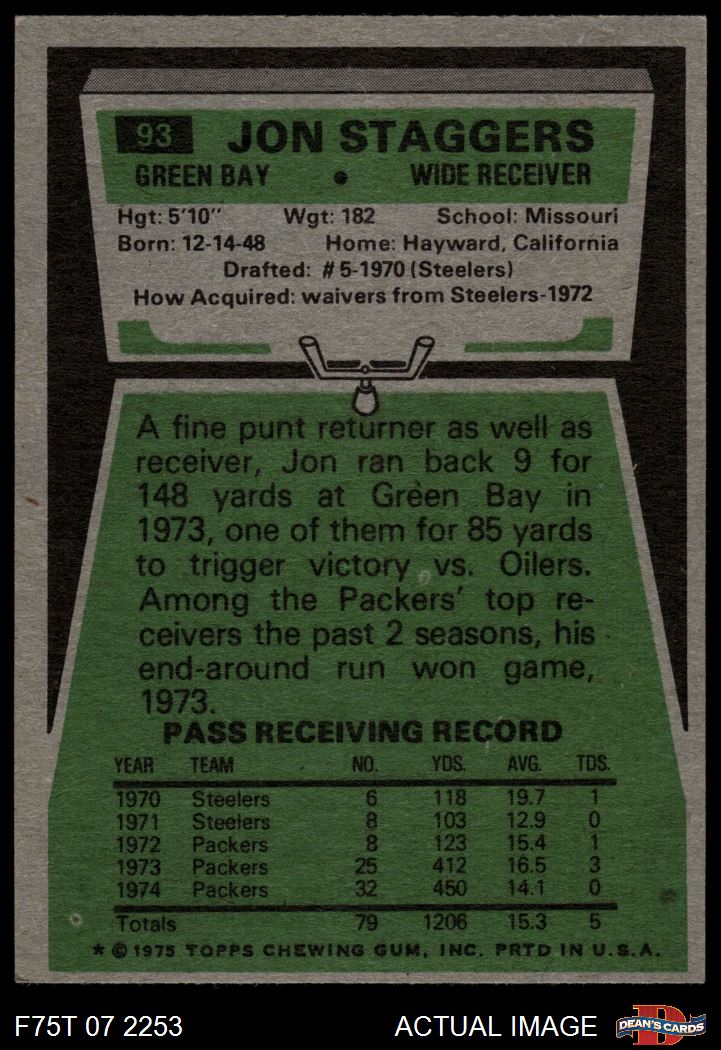 93 JON STAGGERS
GREEN BAY • WIDE RECEIVER
Hgt: 5'10" Wgt: 182 School: Missouri
Born: 12-14-48 Home: Hayward, California
Drafted: #5-1970 (Steelers)
How Acquired: waivers from Steelers-1972
A fine punt returner as well as
receiver, Jon ran back 9 for
148 yards at Green Bay in
1973, one of them for 85 yards
to trigger victory vs. Oilers.
Among the Packers' top re-
ceivers the past 2 seasons, his
end-around run won game,
1973.
PASS RECEIVING RECORD
YEAR TEAM NO. YDS. AVG. TDS.
1970 Steelers 6 118 19.7 1
1971 Steelers 8 103 12.9 0
1972 Packers 8 123 15.4 1
1973 Packers 25 412 16.5 3
1974 Packers 32 450 14.1 0
Totals 79 1206 15.3 5
* © 1975 TOPPS CHEWING GUM, INC. PRTD IN U.S.A.
F75T 07 2253 ACTUAL IMAGE DEAN'S CARDS